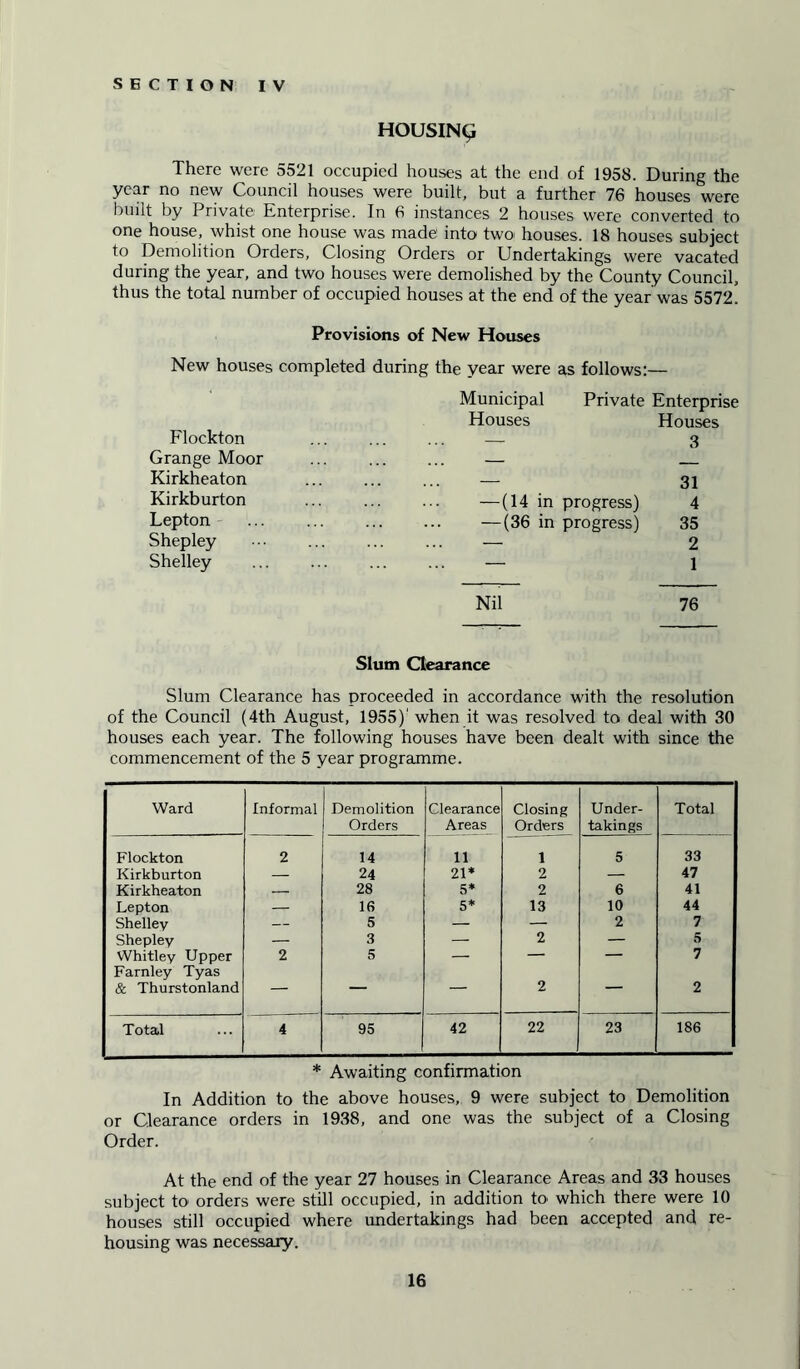 SECTION IV
HOUSING
There were 5521 occupied houses at the end of 1958. During the
year no new Council houses were built, but a further 76 houses were
built by Private Enterprise. In 6 instances 2 houses were converted to
one house, whist one house was made into two houses. 18 houses subject
to Demolition Orders, Closing Orders or Undertakings were vacated
during the year, and two houses were demolished by the County Council,
thus the total number of occupied houses at the end of the year was 5572.
Provisions of New Houses
New houses completed during the year were as follows:—
Municipal Private Enterprise
Houses Houses
Flockton ... ... ... — 3
Grange Moor ... ... ... — —
Kirkheaton ... ... ... — 31
Kirkburton ... ... ... —(14 in progress) 4
Lepton ... ... ... ... —(36 in progress) 35
Shepley ... ... ... ... — 2
Shelley ... ... ... ... — 1
Nil 76
Slum Clearance
Slum Clearance has proceeded in accordance with the resolution
of the Council (4th August, 1955)' when it was resolved to deal with 30
houses each year. The following houses have been dealt with since the
commencement of the 5 year programme.
Ward Informal Demolition Clearance Closing Under- Total
Orders Areas Orders takings
Flockton 2 14 11 1 5 33
Kirkburton — 24 21* 2 — 47
Kirkheaton — 28 5* 2 6 41
Lepton — 16 5* 13 10 44
Shelley — 5 — — 2 7
Shepley — 3 — 2 — 5
Whitley Upper 2 5 — — — 7
Farnley Tyas
& Thurstonland — — — 2 — 2
Total ... 4 95 42 22 23 186
* Awaiting confirmation
In Addition to the above houses, 9 were subject to Demolition
or Clearance orders in 1938, and one was the subject of a Closing
Order.
At the end of the year 27 houses in Clearance Areas and 33 houses
subject to orders were still occupied, in addition to which there were 10
houses still occupied where undertakings had been accepted and re-
housing was necessary.
16